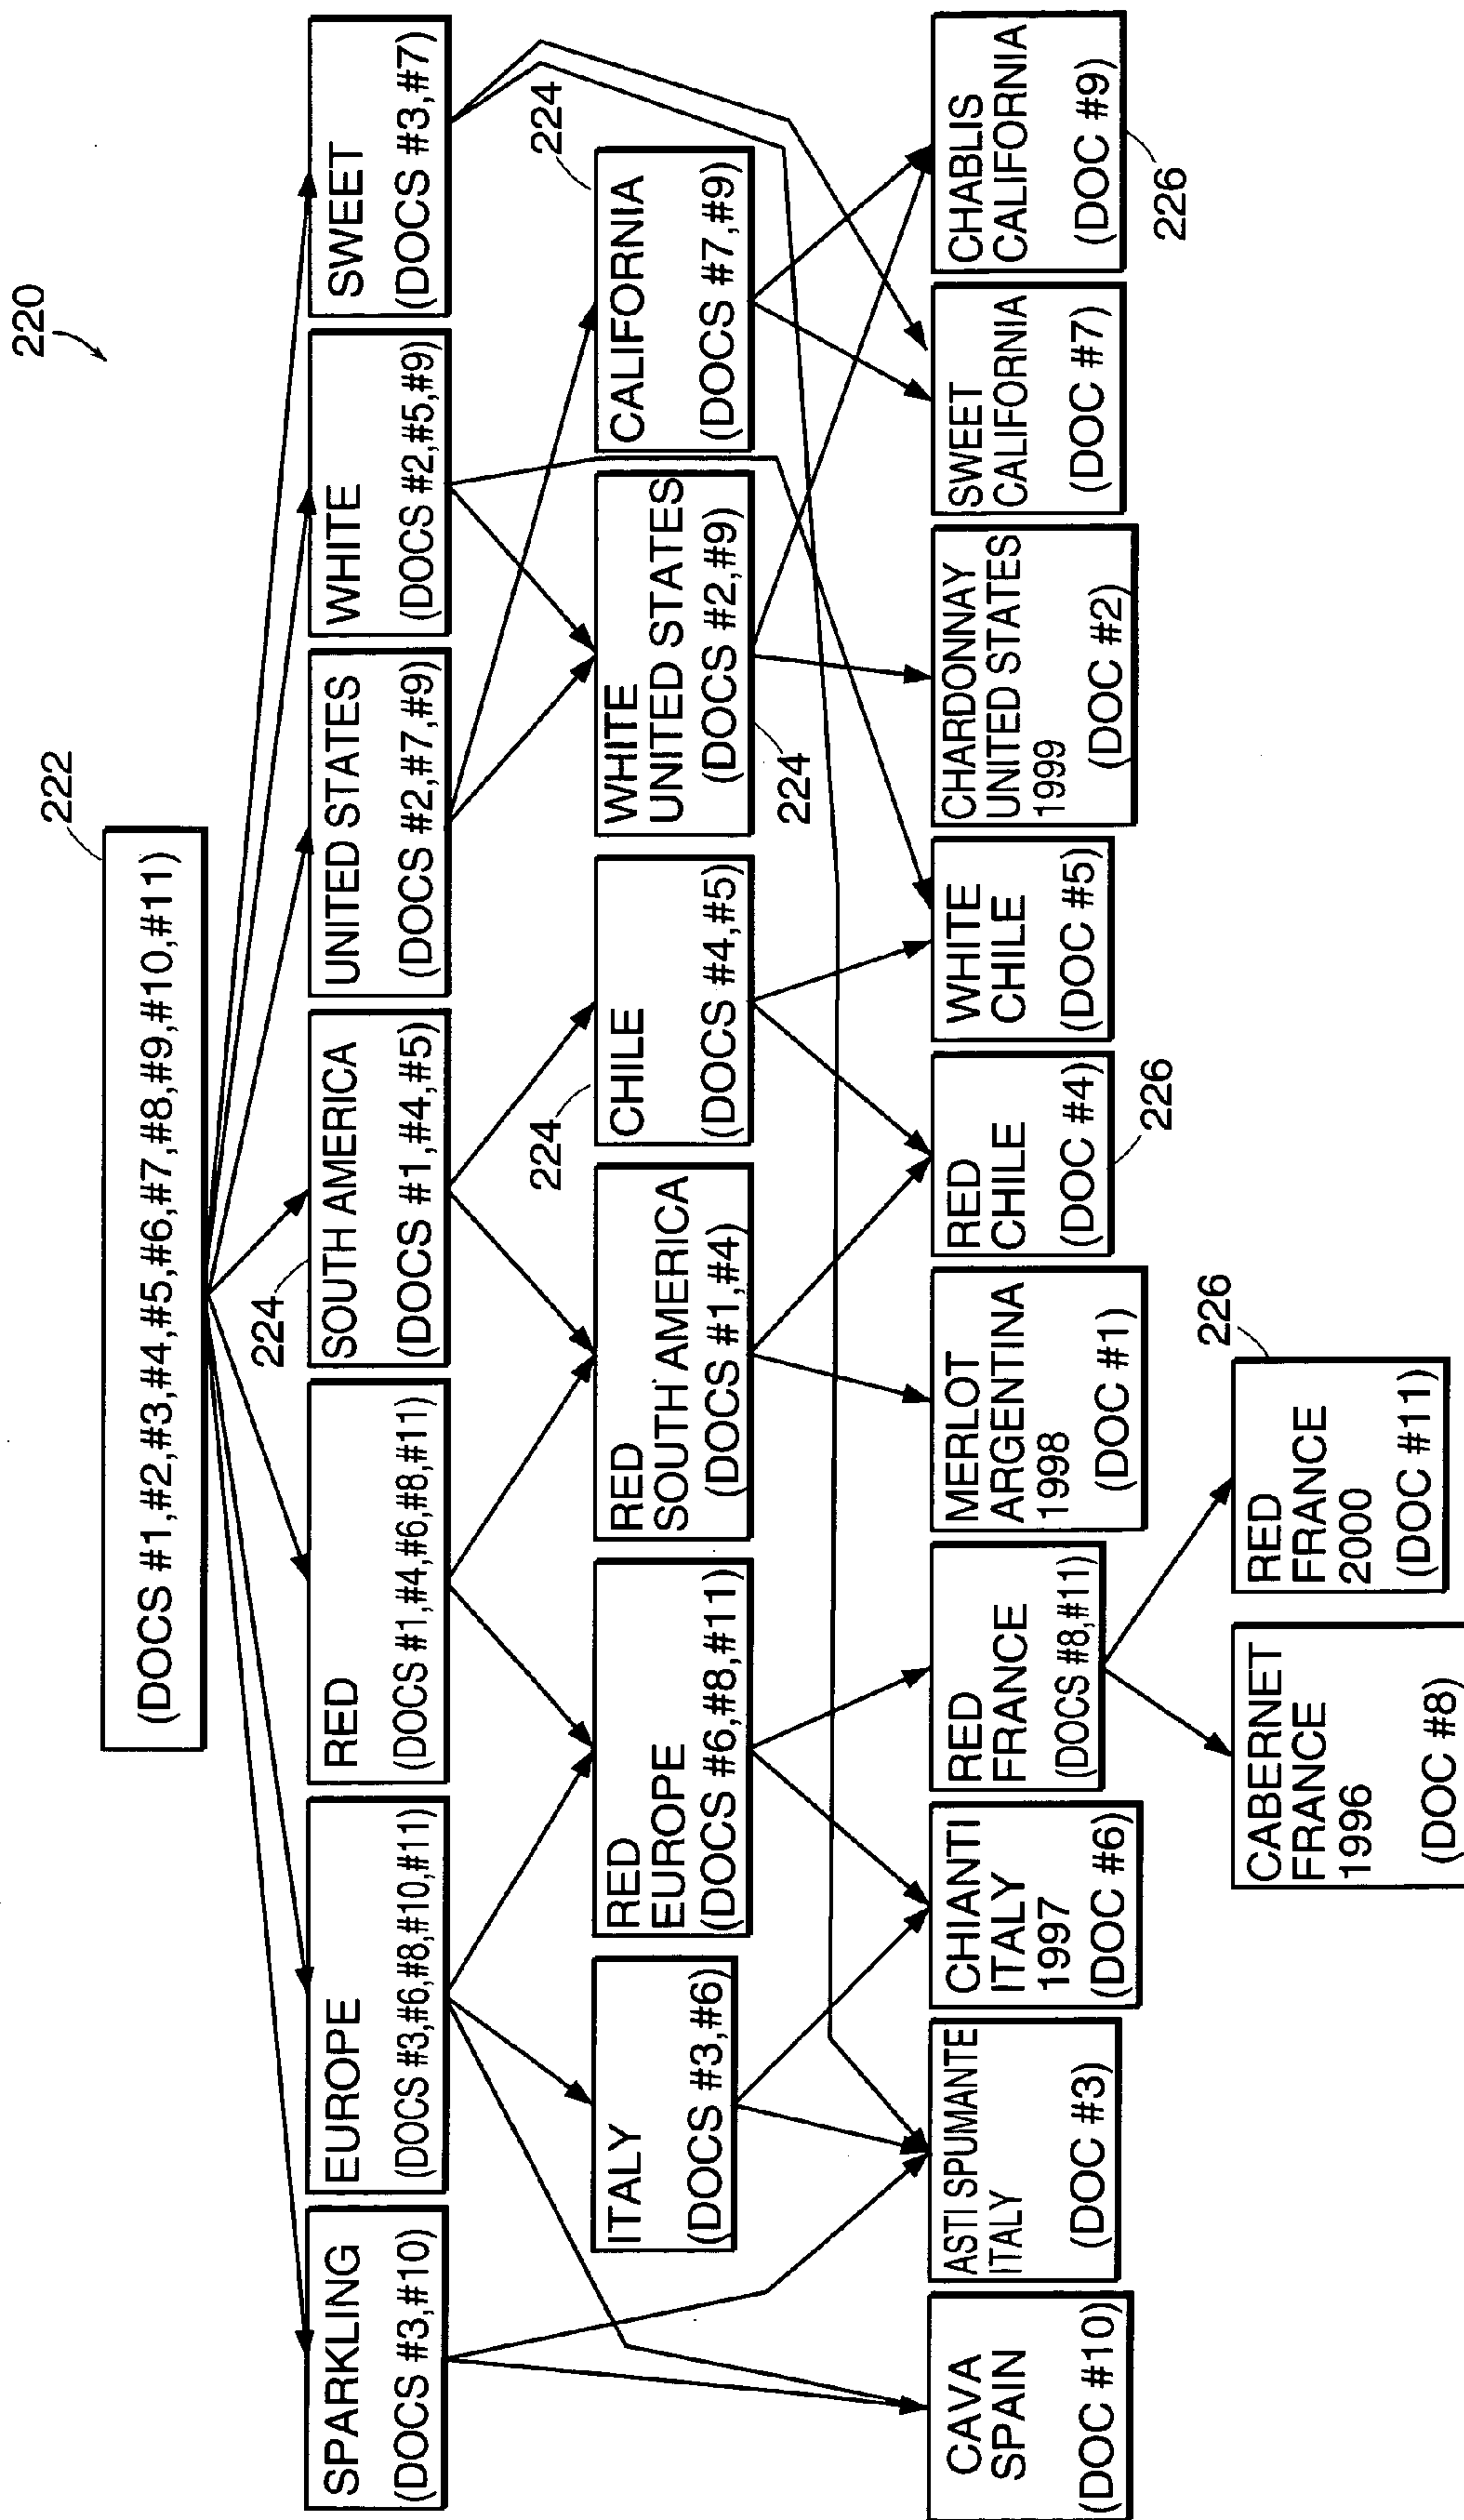 220
222
(DOCS #1,#2,#3,#4,#5,#6,#7,#8,#9,#10,#11)
SPARKLING
(DOCS #3,#10)
EUROPE
(DOCS #3,#6,#8,#10,#11)
RED
(DOCS #1,#4,#6,#8,#11)
224
SOUTH AMERICA
(DOCS #1,#4,#5)
UNITED STATES
(DOCS #2,#7,#9)
WHITE
(DOCS #2,#5,#9)
SWEET
(DOCS #3,#7)
ITALY
(DOCS #3,#6)
RED
EUROPE
(DOCS #6,#8,#11)
RED
SOUTH AMERICA
(DOCS #1,#4)
224
CHILE
(DOCS #4,#5)
WHITE
UNITED STATES
(DOCS #2,#9)
224
224
CALIFORNIA
(DOCS #7,#9)
CAVA
SPAIN
(DOC #10)
ASTI SPUMANTE
ITALY
(DOC #3)
CHIANTI
ITALY
1997
(DOC #6)
RED
FRANCE
(DOCS #8,#11)
MERLOT
ARGENTINA
1998
(DOC #1)
RED
CHILE
(DOC #4)
226
WHITE
CHILE
(DOC #5)
CHARDONNAY
UNITED STATES
1999
(DOC #2)
SWEET
CALIFORNIA
(DOC #7)
CHABLIS
CALIFORNIA
(DOC #9)
226
CABERNET
FRANCE
1996
(DOC #8)
226
RED
FRANCE
2000
(DOC #11)